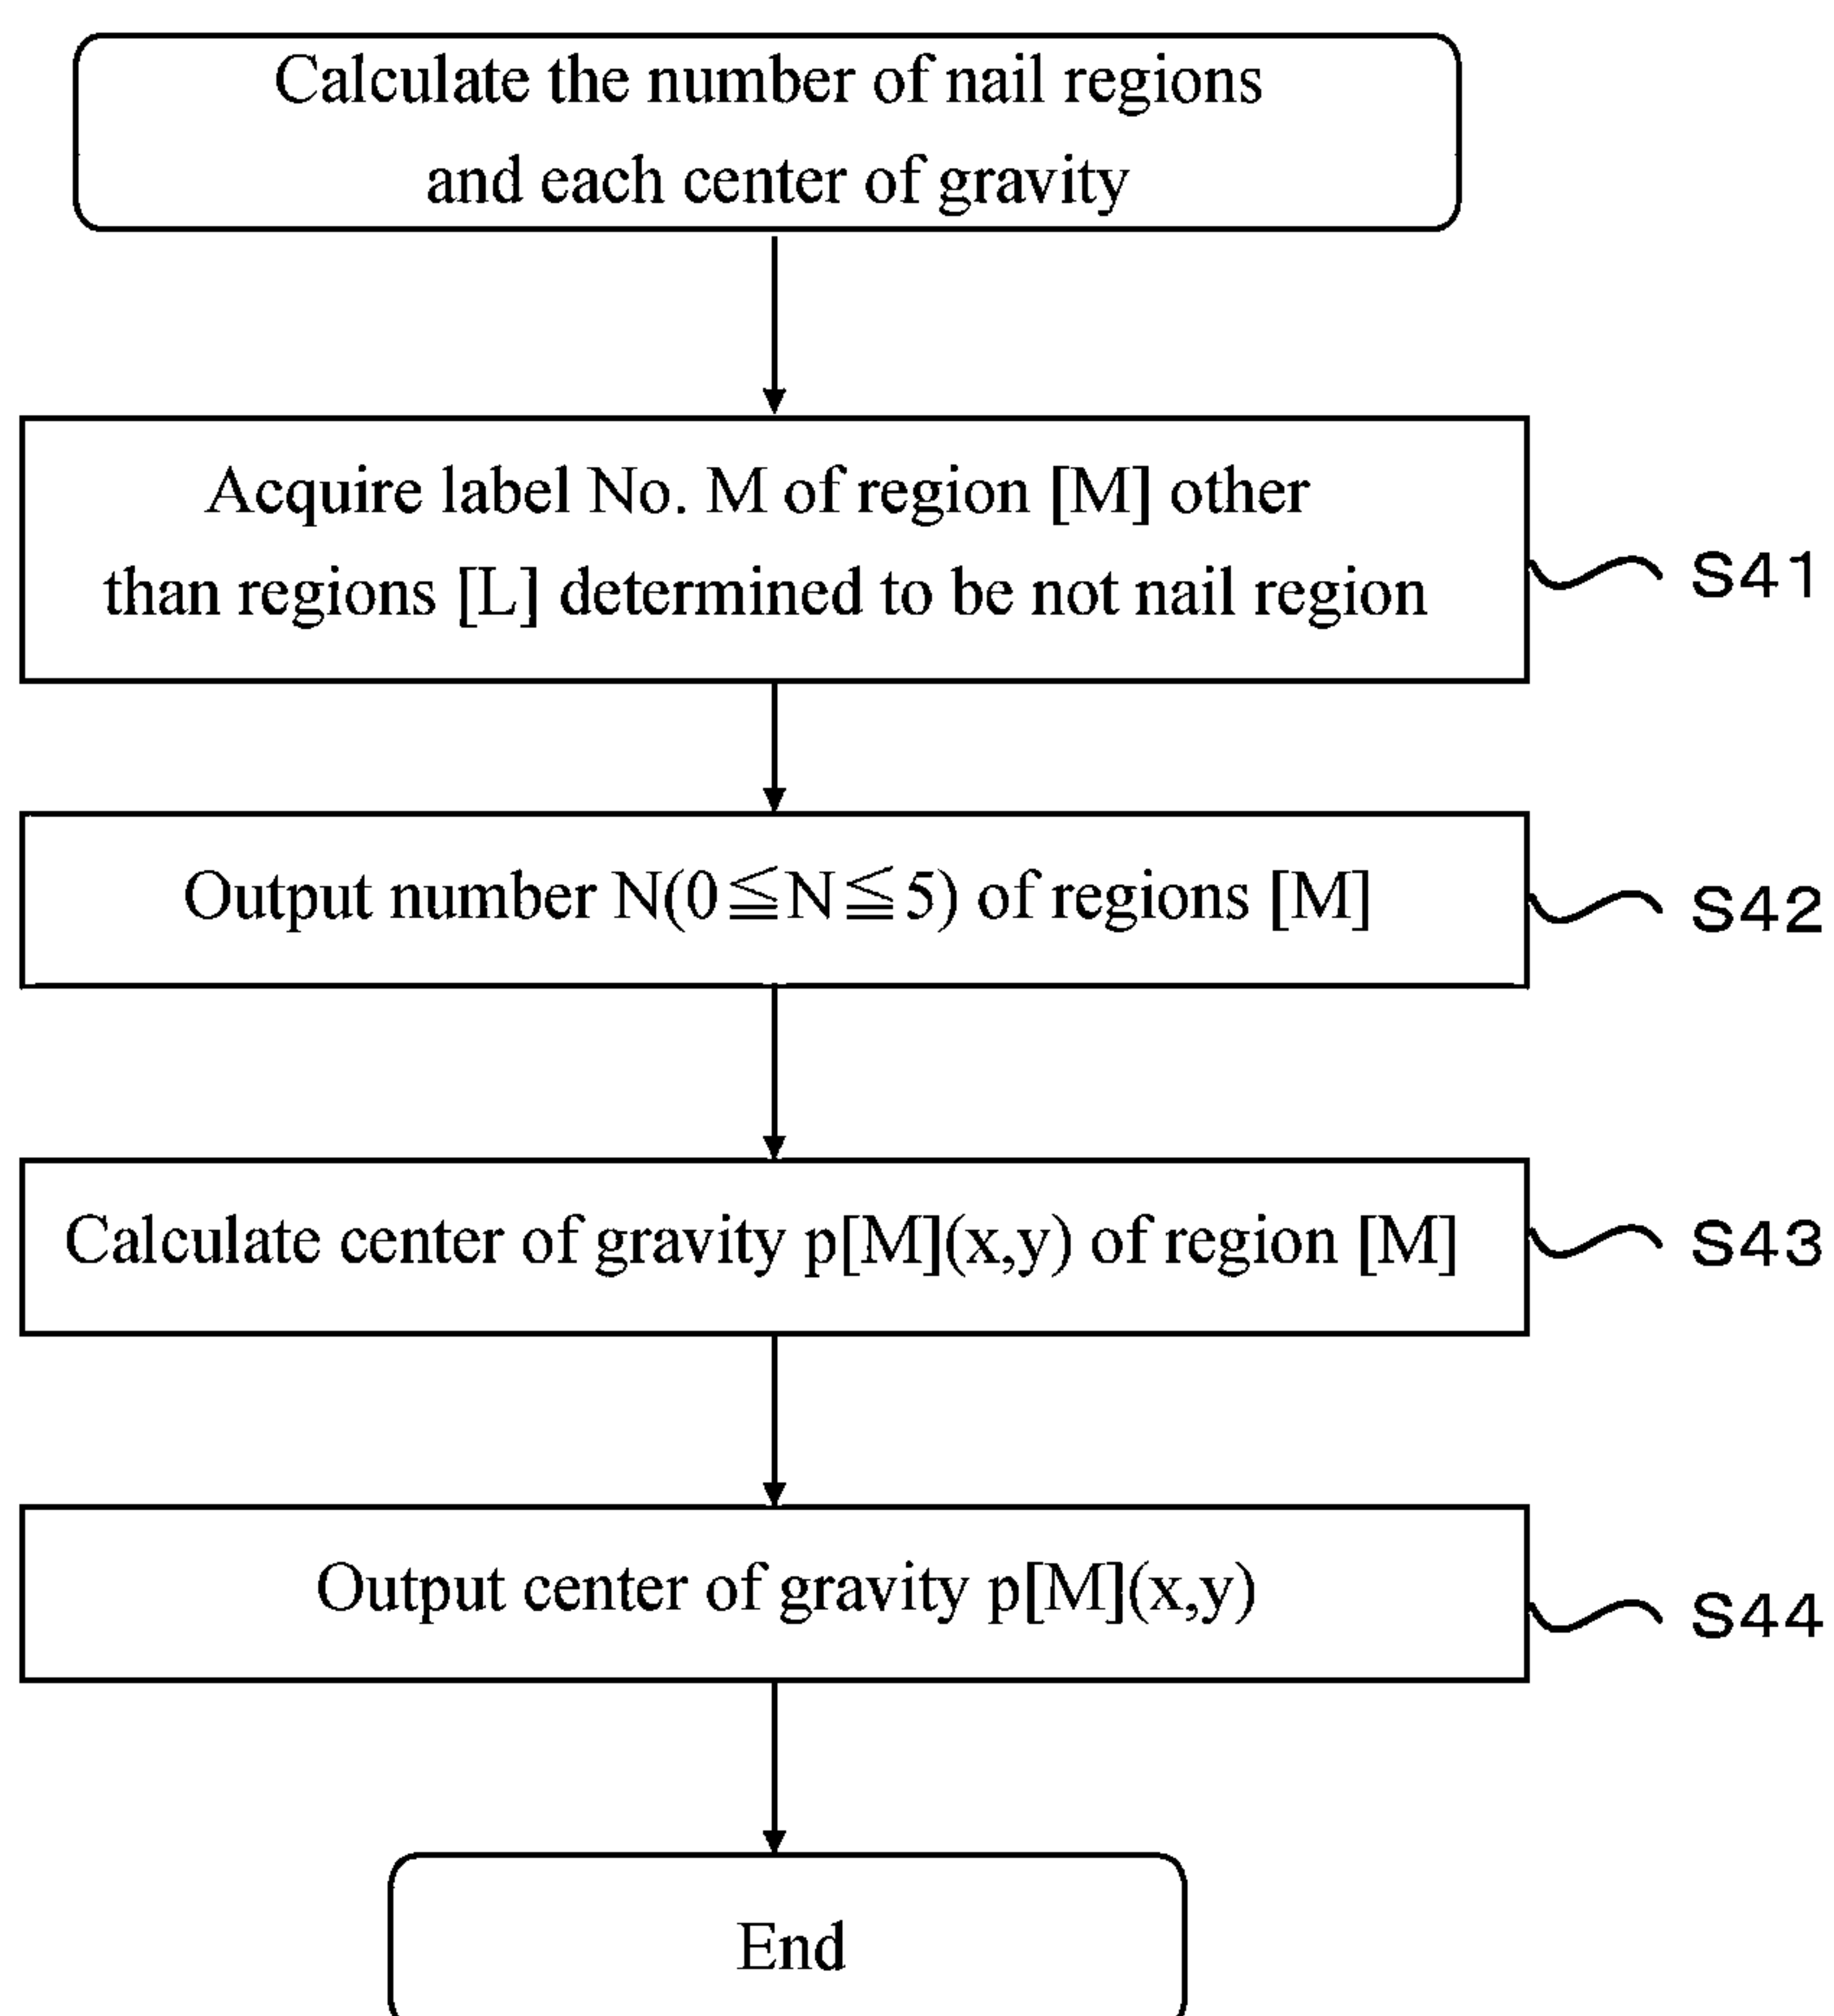 Calculate the number of nail regions
and each center of gravity
Acquire label No. M of region [M] other
than regions [L] determined to be not nail region
S41
Output number N(0≦N≦5) of regions [M]
S42
Calculate center of gravity p[M](x,y) of region [M]
S43
Output center of gravity p[M](x,y)
S44
End